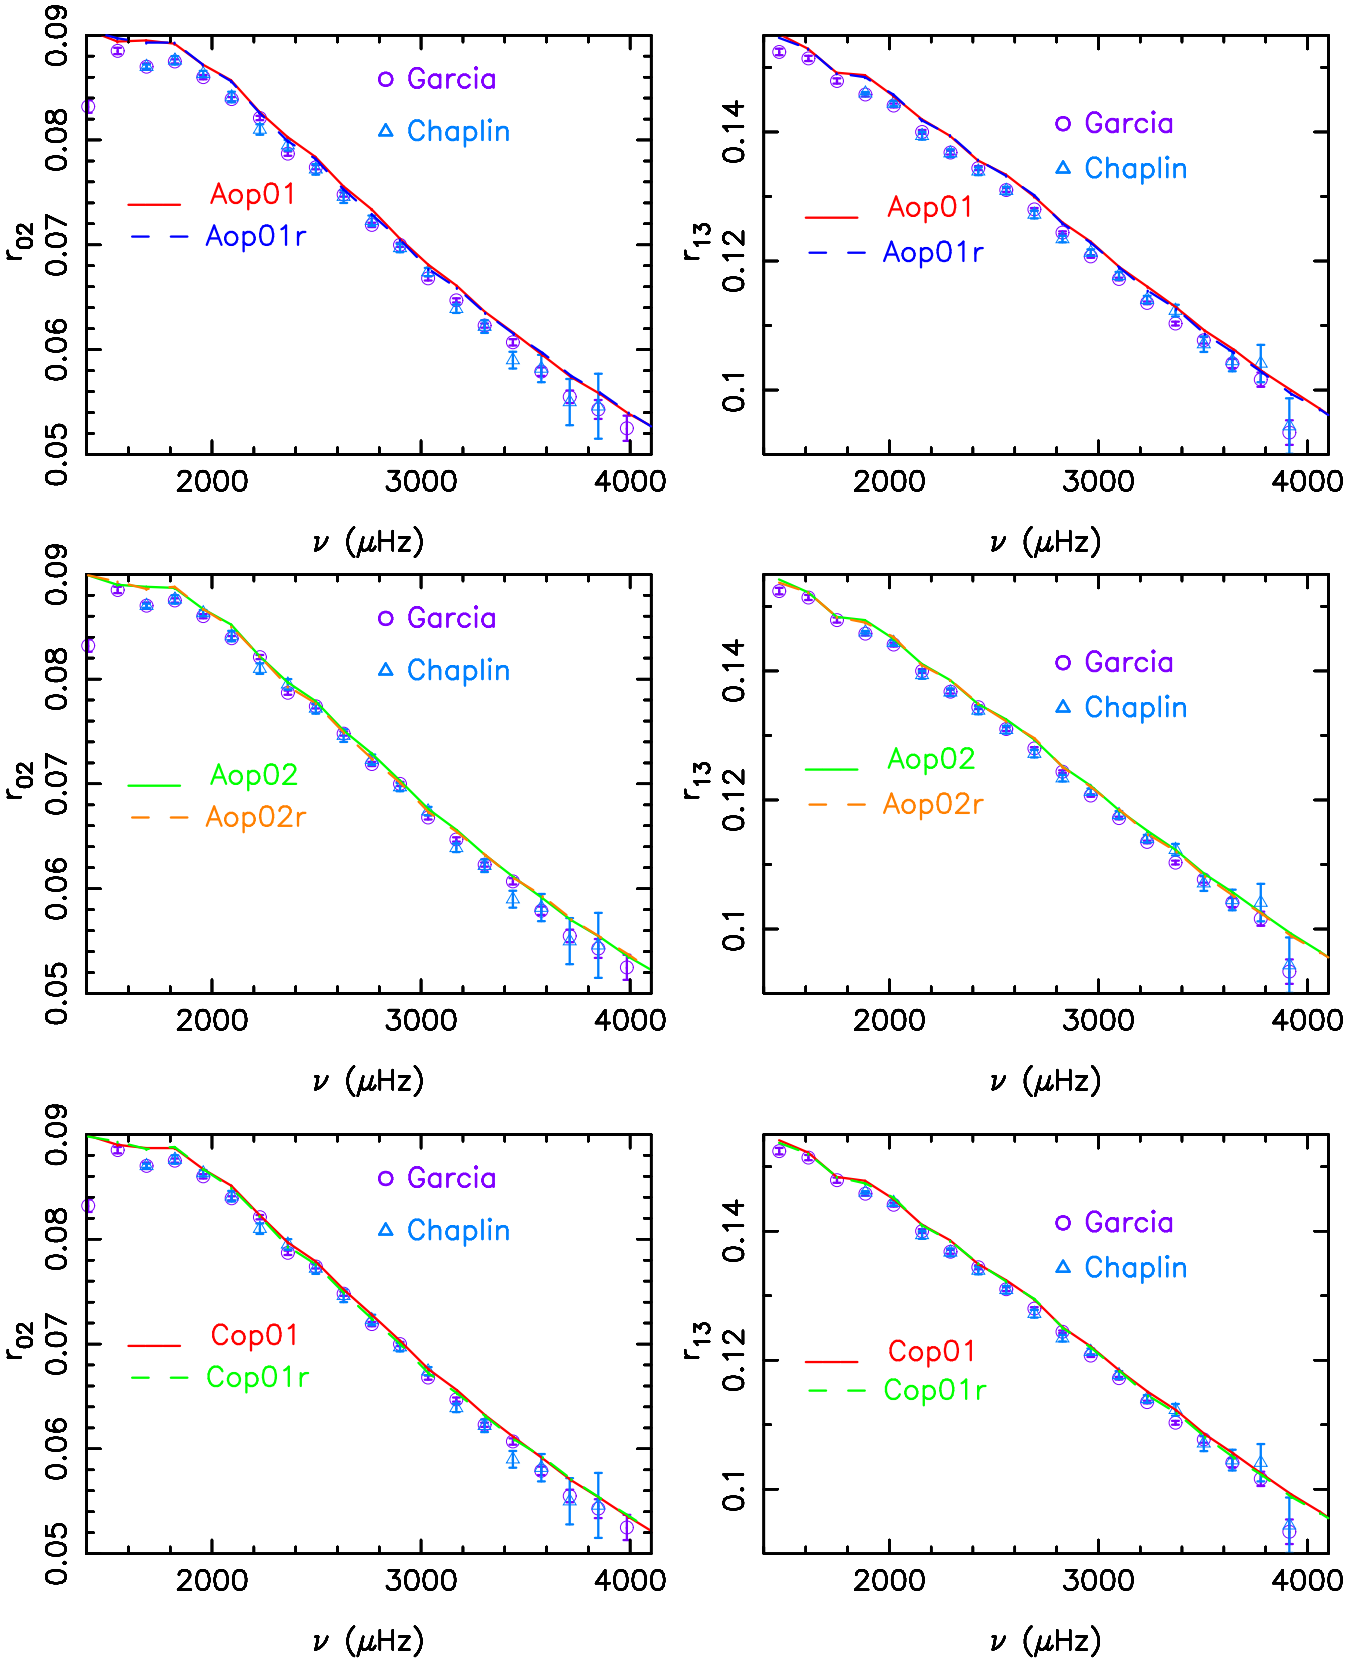 0.09
0.08
0.07
0.06
0.05
r02
Garcia
Chaplin
Aop01
Aop01r
2000 3000 4000
ν (μHz)
0.14
0.12
0.1
r13
Garcia
Chaplin
Aop01
Aop01r
2000 3000 4000
ν (μHz)
0.09
0.08
0.07
0.06
0.05
r02
Garcia
Chaplin
Aop02
Aop02r
2000 3000 4000
ν (μHz)
0.14
0.12
0.1
r13
Garcia
Chaplin
Aop02
Aop02r
2000 3000 4000
ν (μHz)
0.09
0.08
0.07
0.06
0.05
r02
Garcia
Chaplin
Cop01
Cop01r
2000 3000 4000
ν (μHz)
0.14
0.12
0.1
r13
Garcia
Chaplin
Cop01
Cop01r
2000 3000 4000
ν (μHz)